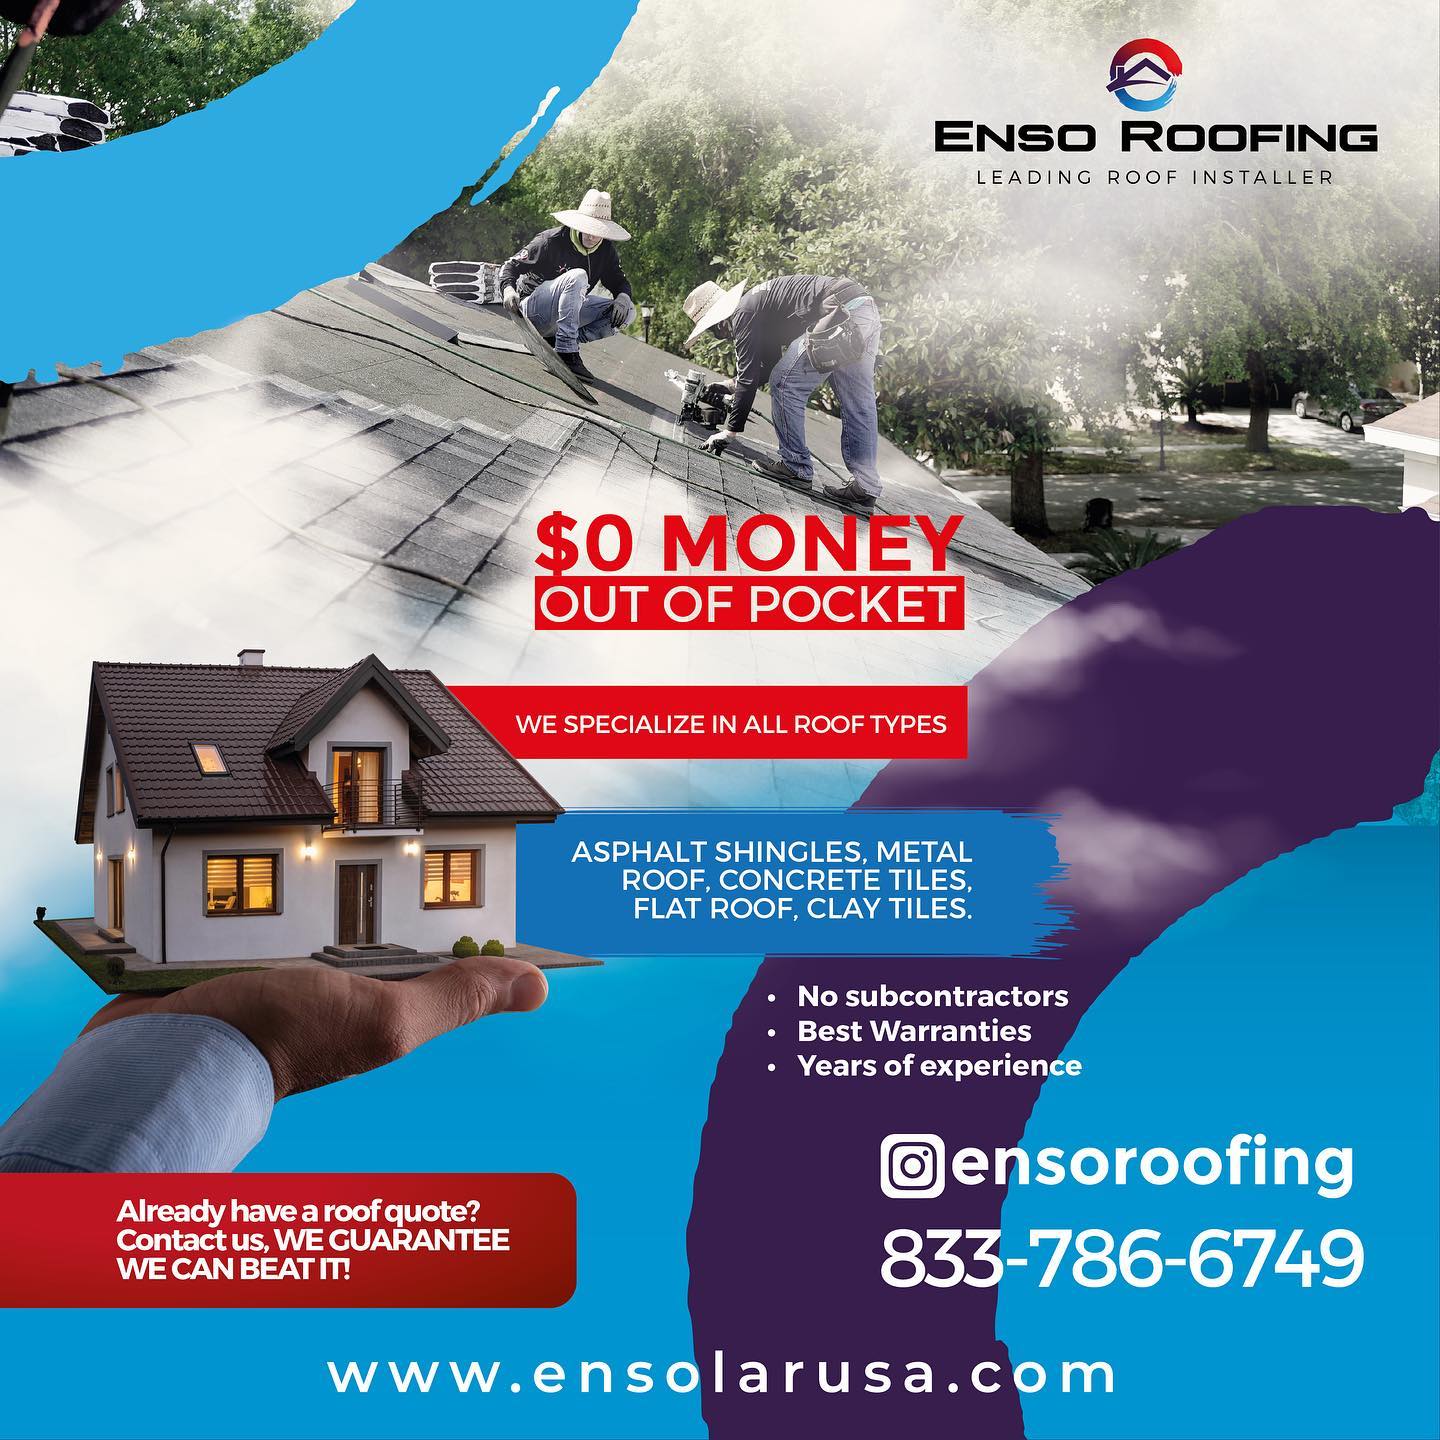 ENSO ROOFING
LEADING ROOF INSTALLER
$0 MONEY
OUT OF POCKET
WE SPECIALIZE IN ALL ROOF TYPES
ASPHALT SHINGLES, METAL
ROOF, CONCRETE TILES,
FLAT ROOF, CLAY TILES.
• No subcontractors
• Best Warranties
• Years of experience
ensoroofing
833-786-6749
Already have a roof quote?
Contact us, WE GUARANTEE
WE CAN BEAT IT!
www.ensolarusa.com